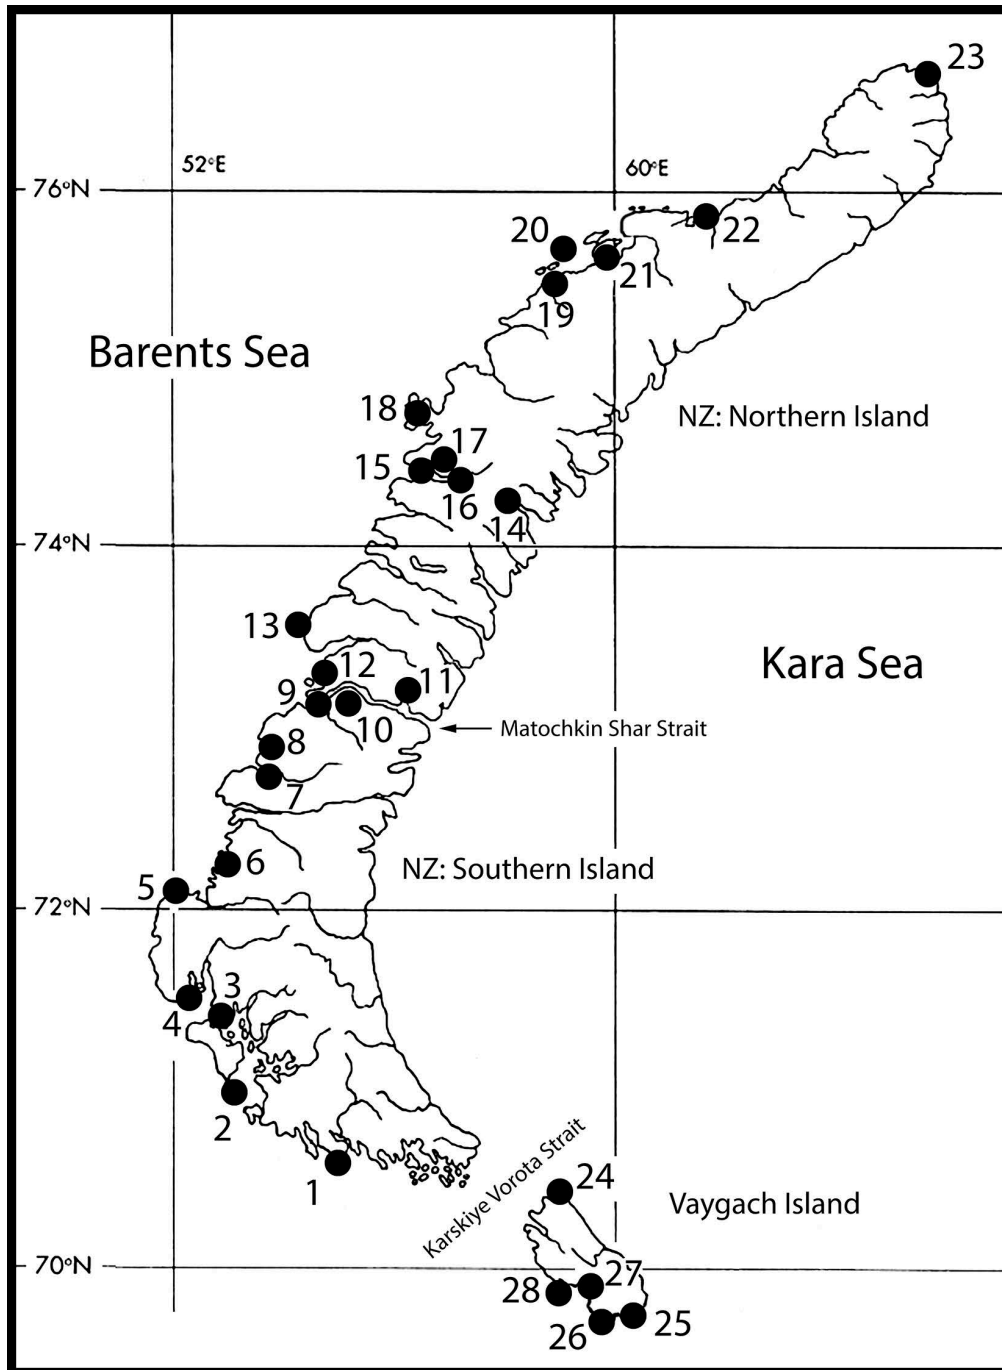 23
52°E
60°E
76°N
20
22
21
19
Barents Sea
18
NZ: Northern Island
17
15
16
14
74°N
13
12
Kara Sea
9
11
10
Matochkin Shar Strait
8
7
6
NZ: Southern Island
5
72°N
3
4
2
Karskiye Vorota Strait
1
24
Vaygach Island
70°N
27
28
26
25